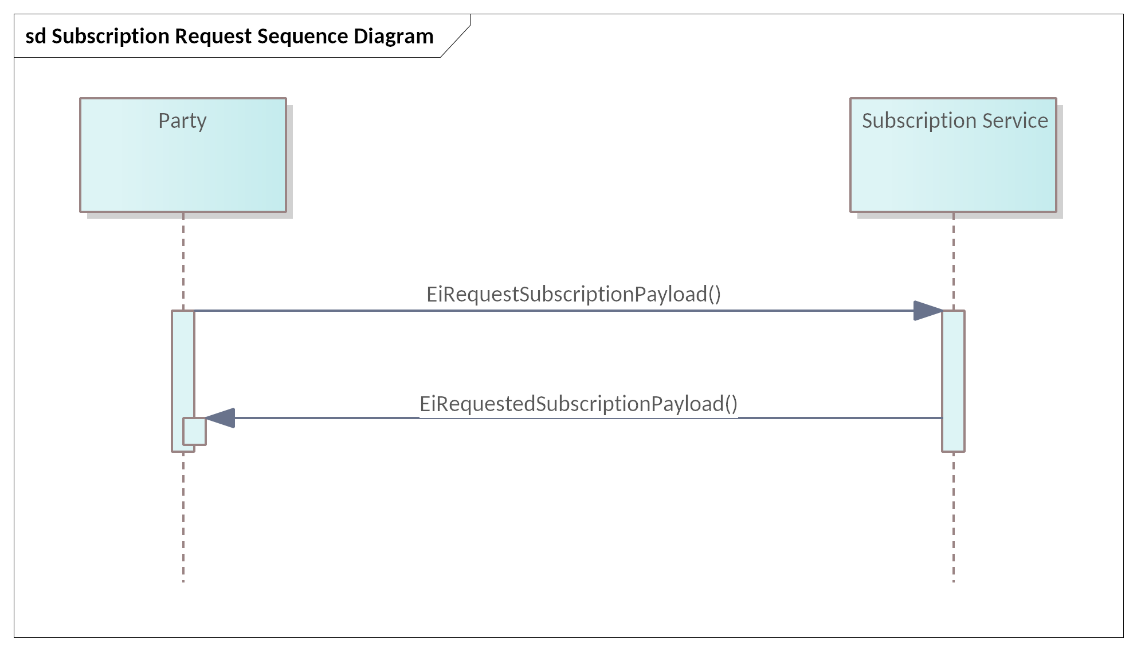 sd Subscription Request Sequence Diagram
Party
Subscription Service
EiRequestSubscriptionPayload()
EiRequestedSubscriptionPayload()